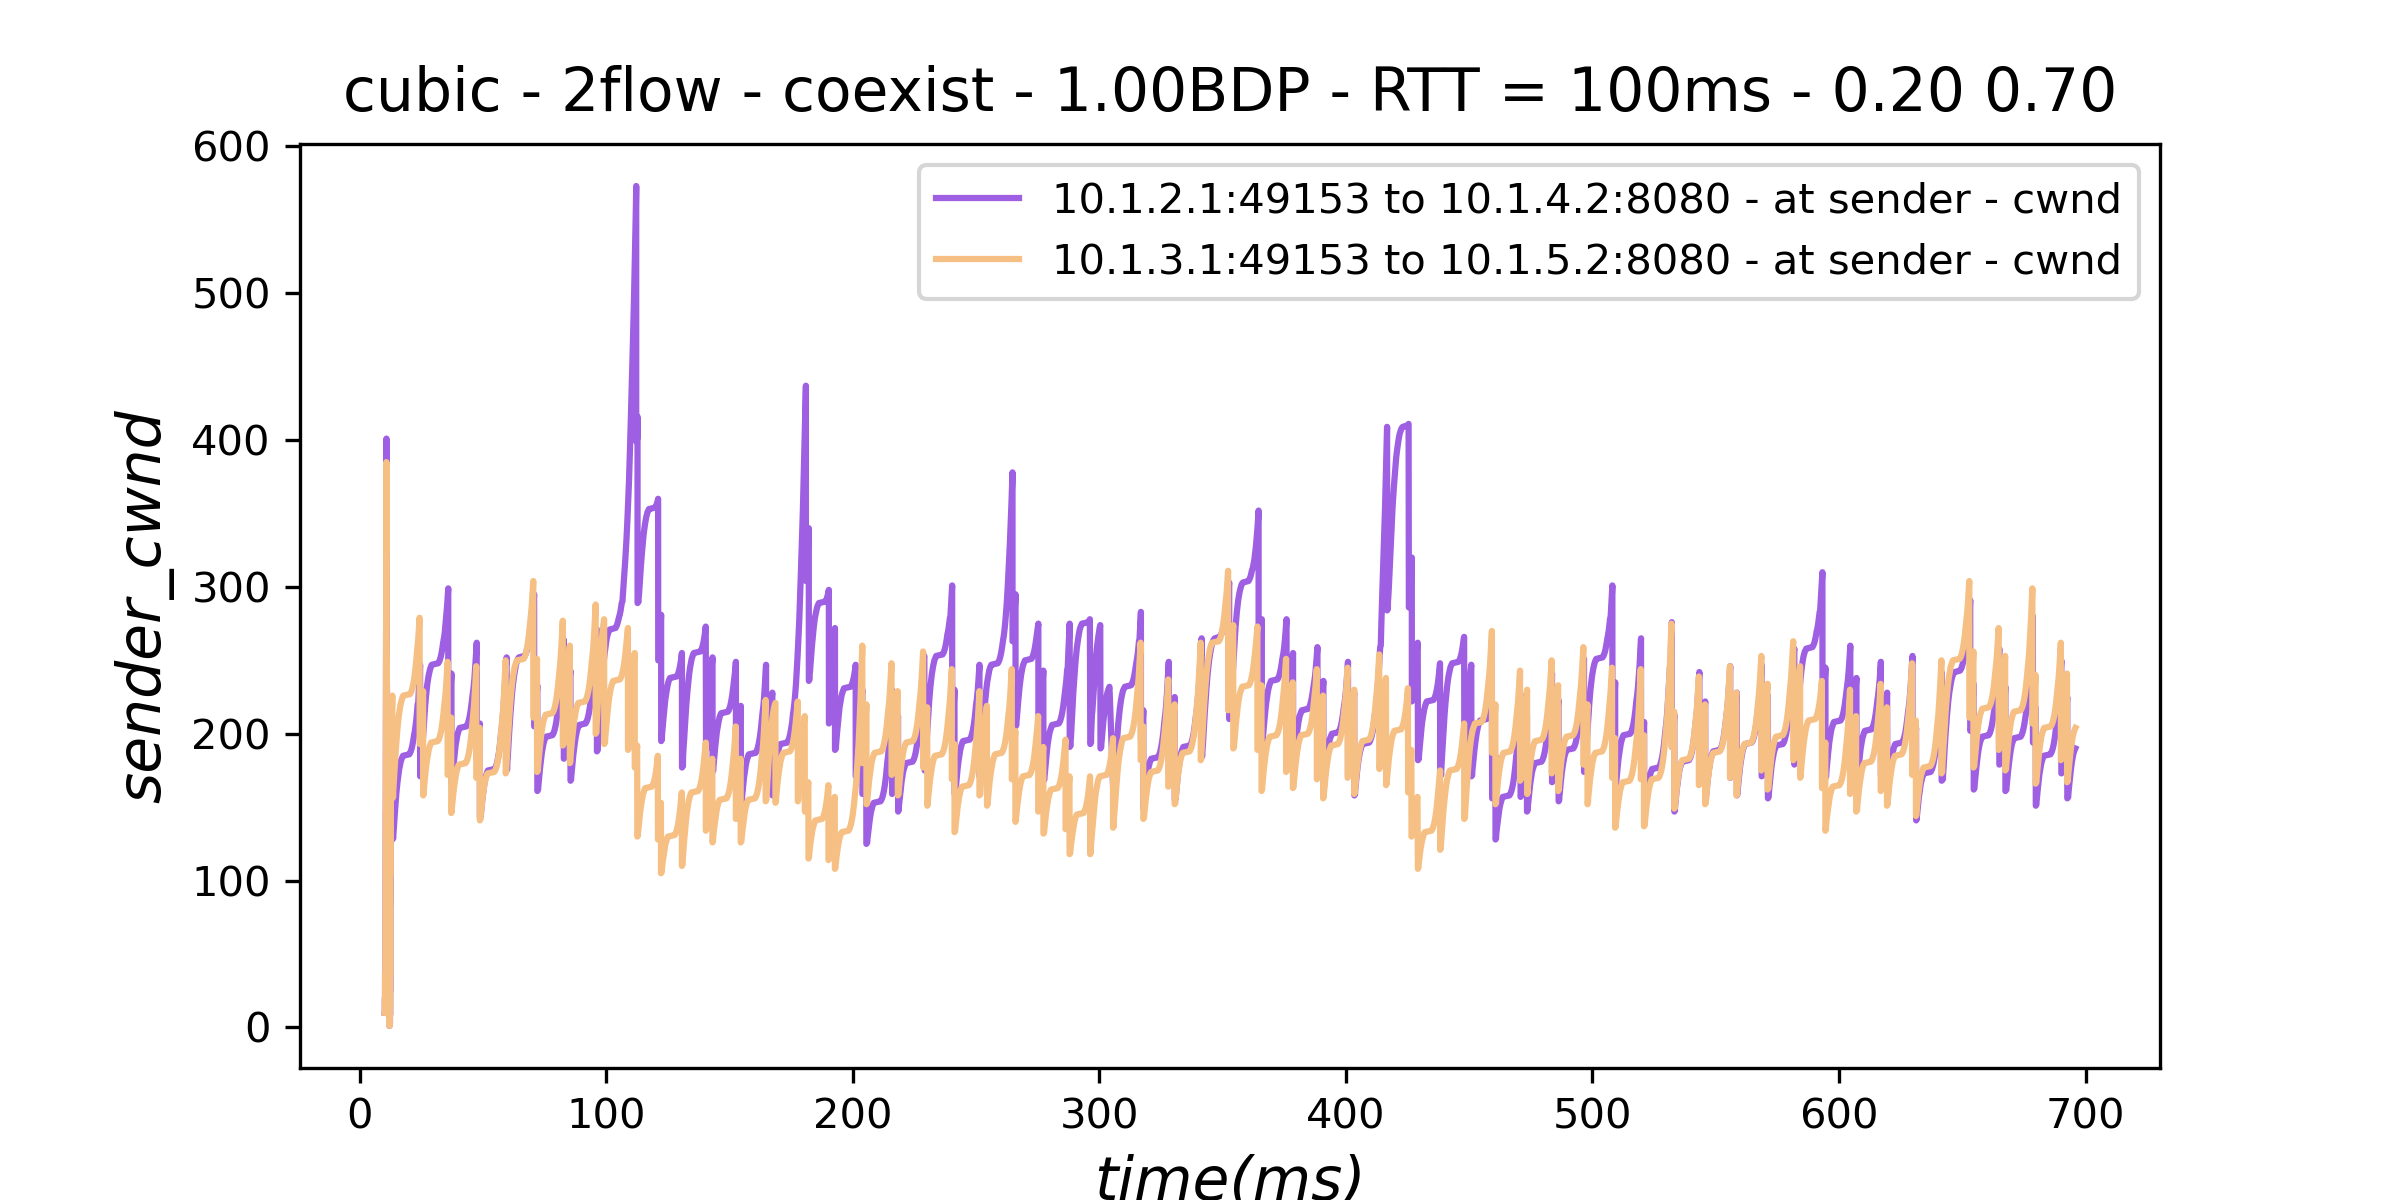 cubic - 2flow - coexist - 1.00BDP - RTT = 100ms - 0.20 0.70
10.1.2.1:49153 to 10.1.4.2:8080 - at sender - cwnd
10.1.3.1:49153 to 10.1.5.2:8080 - at sender - cwnd
sender_cwnd
600
500
400
300
200
100
0
0 100 200 300 400 500 600 700
time(ms)